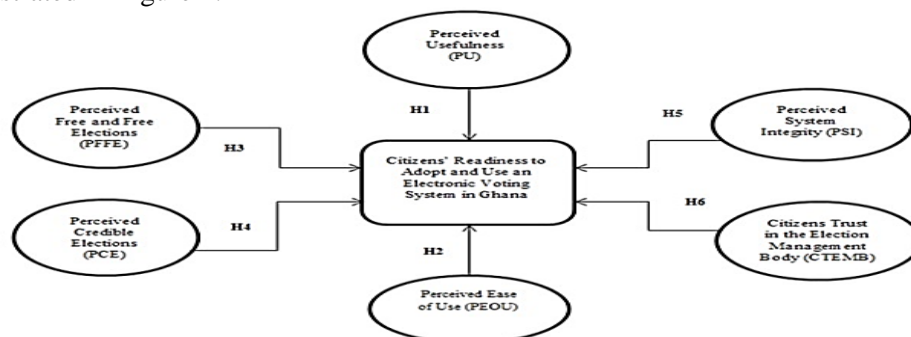 Perceived
Usefulness
(PU)
H1
Perceived
Free and Free
Elections
(PFFE)
H3
H5
Perceived
System
Integrity (PSI)
Citizens' Readiness to
Adopt and Use an
Electronic Voting
System in Ghana
Perceived
Credible
Elections
(PCE)
H4
H6
Citizens Trust
in the Election
Management
Body (CTEMB)
H2
Perceived Ease
of Use (PEOU)